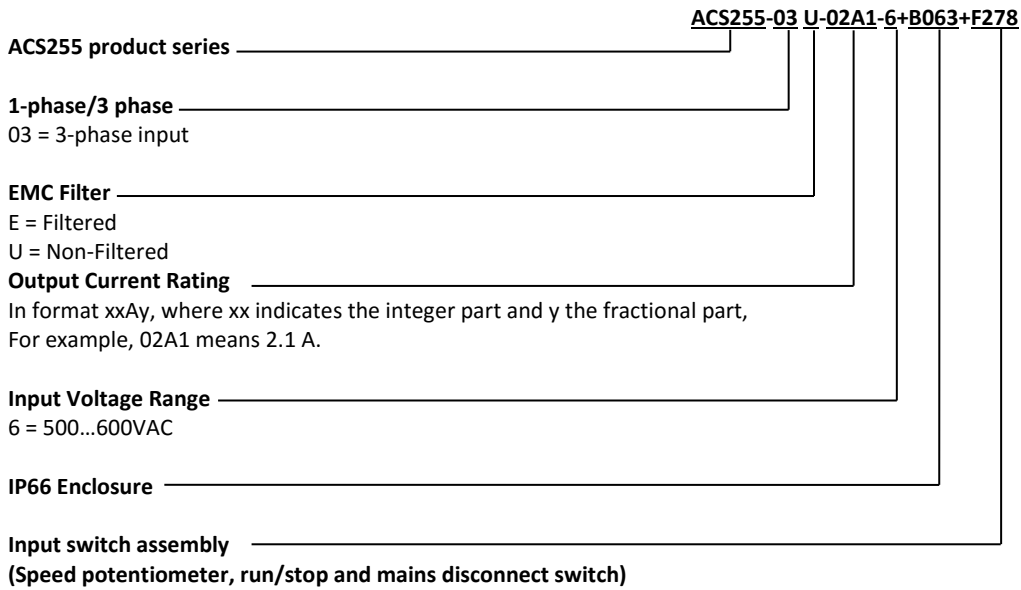 ACS255-03 U-02A1-6+B063+F278
ACS255 product series
1-phase/3 phase
03 = 3-phase input
EMC Filter
E = Filtered
U = Non-Filtered
Output Current Rating
In format xxAy, where xx indicates the integer part and y the fractional part,
For example, 02A1 means 2.1 A.
Input Voltage Range
6 = 500…600VAC
IP66 Enclosure
Input switch assembly
(Speed potentiometer, run/stop and mains disconnect switch)